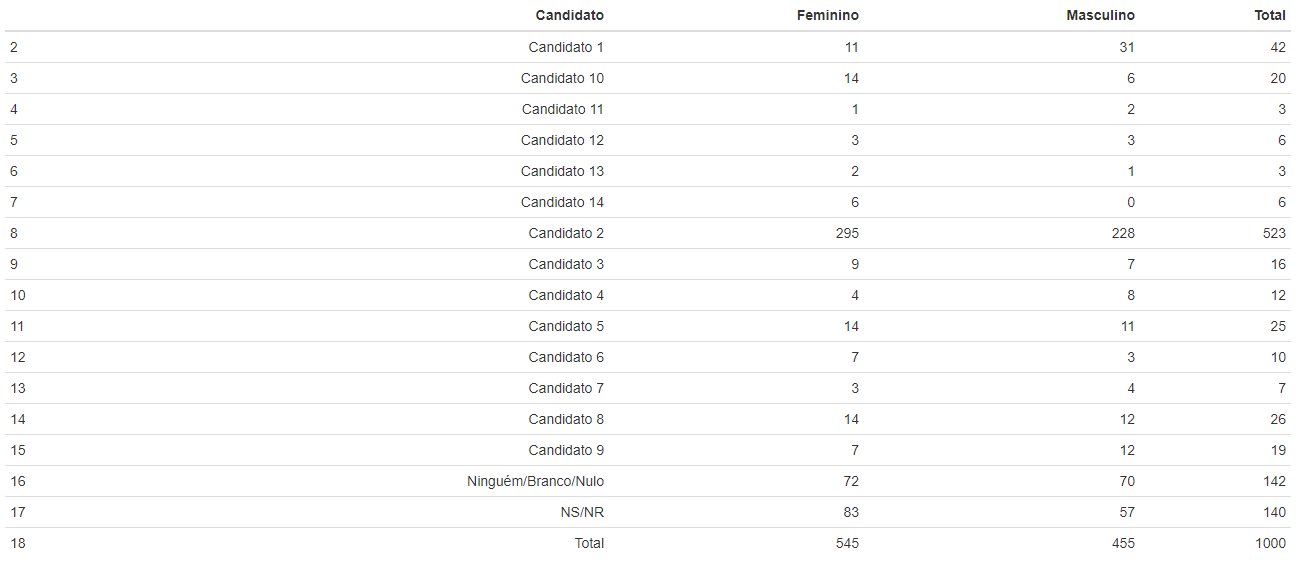 Candidato Feminino Masculino Total
2 Candidato 1 11 31 42
3 Candidato 10 14 6 20
4 Candidato 11 1 2 3
5 Candidato 12 3 3 6
6 Candidato 13 2 1 3
7 Candidato 14 6 0 6
8 Candidato 2 295 228 523
9 Candidato 3 9 7 16
10 Candidato 4 4 8 12
11 Candidato 5 14 11 25
12 Candidato 6 7 3 10
13 Candidato 7 3 4 7
14 Candidato 8 14 12 26
15 Candidato 9 7 12 19
16 Ninguém/Branco/Nulo 72 70 142
17 NS/NR 83 57 140
18 Total 545 455 1000